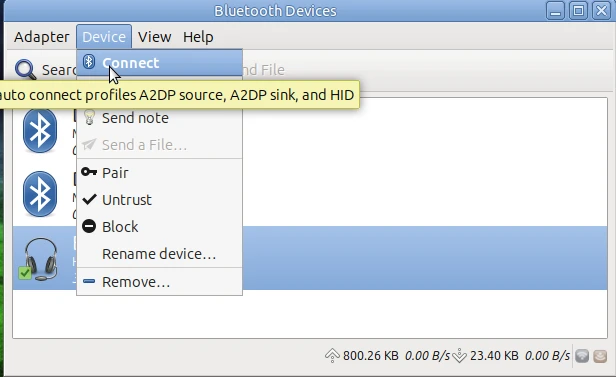 Bluetooth Devices
Adapter Device View Help
Connect
Sear
nd File
auto connect profiles A2DP source, A2DP sink, and HID
Send note
Send a File...
Pair
Untrust
Block
Rename device...
Remove...
800.26 KB 0.00 B/s 23.40 KB 0.00 B/s